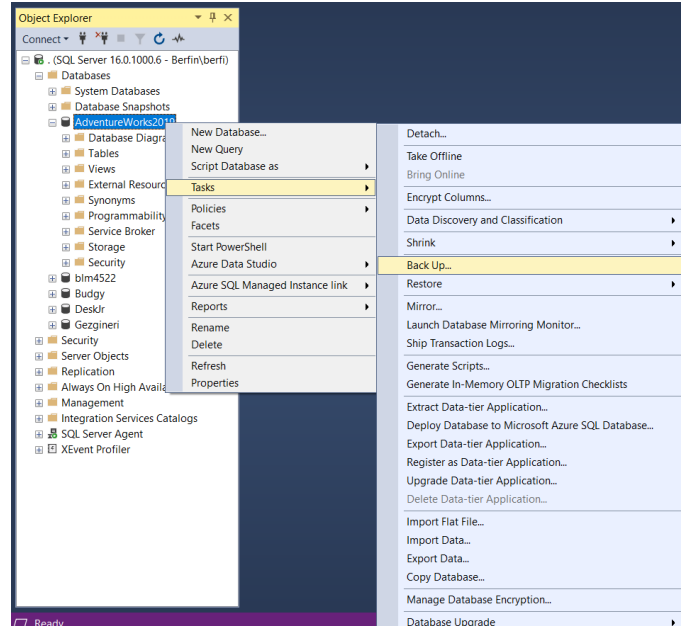 Object Explorer
Connect
. (SQL Server 16.0.1000.6 - Berfin\berfi)
Databases
System Databases
Database Snapshots
AdventureWorks2019
Database Diagra
Tables
Views
External Resourc
Synonyms
Programmability
Service Broker
Storage
Security
blm4522
Budgy
DeskJr
Gezgineri
Security
Server Objects
Replication
Always On High Availa
Management
Integration Services Catalogs
SQL Server Agent
XEvent Profiler
New Database...
New Query
Script Database as
Tasks
Policies
Facets
Start PowerShell
Azure Data Studio
Azure SQL Managed Instance link
Reports
Rename
Delete
Refresh
Properties
Detach...
Take Offline
Bring Online
Encrypt Columns...
Data Discovery and Classification
Shrink
Back Up...
Restore
Mirror...
Launch Database Mirroring Monitor...
Ship Transaction Logs...
Generate Scripts...
Generate In-Memory OLTP Migration Checklists
Extract Data-tier Application...
Deploy Database to Microsoft Azure SQL Database...
Export Data-tier Application...
Register as Data-tier Application...
Upgrade Data-tier Application...
Delete Data-tier Application...
Import Flat File...
Import Data...
Export Data...
Copy Database...
Manage Database Encryption...
Database Upgrade
Ready